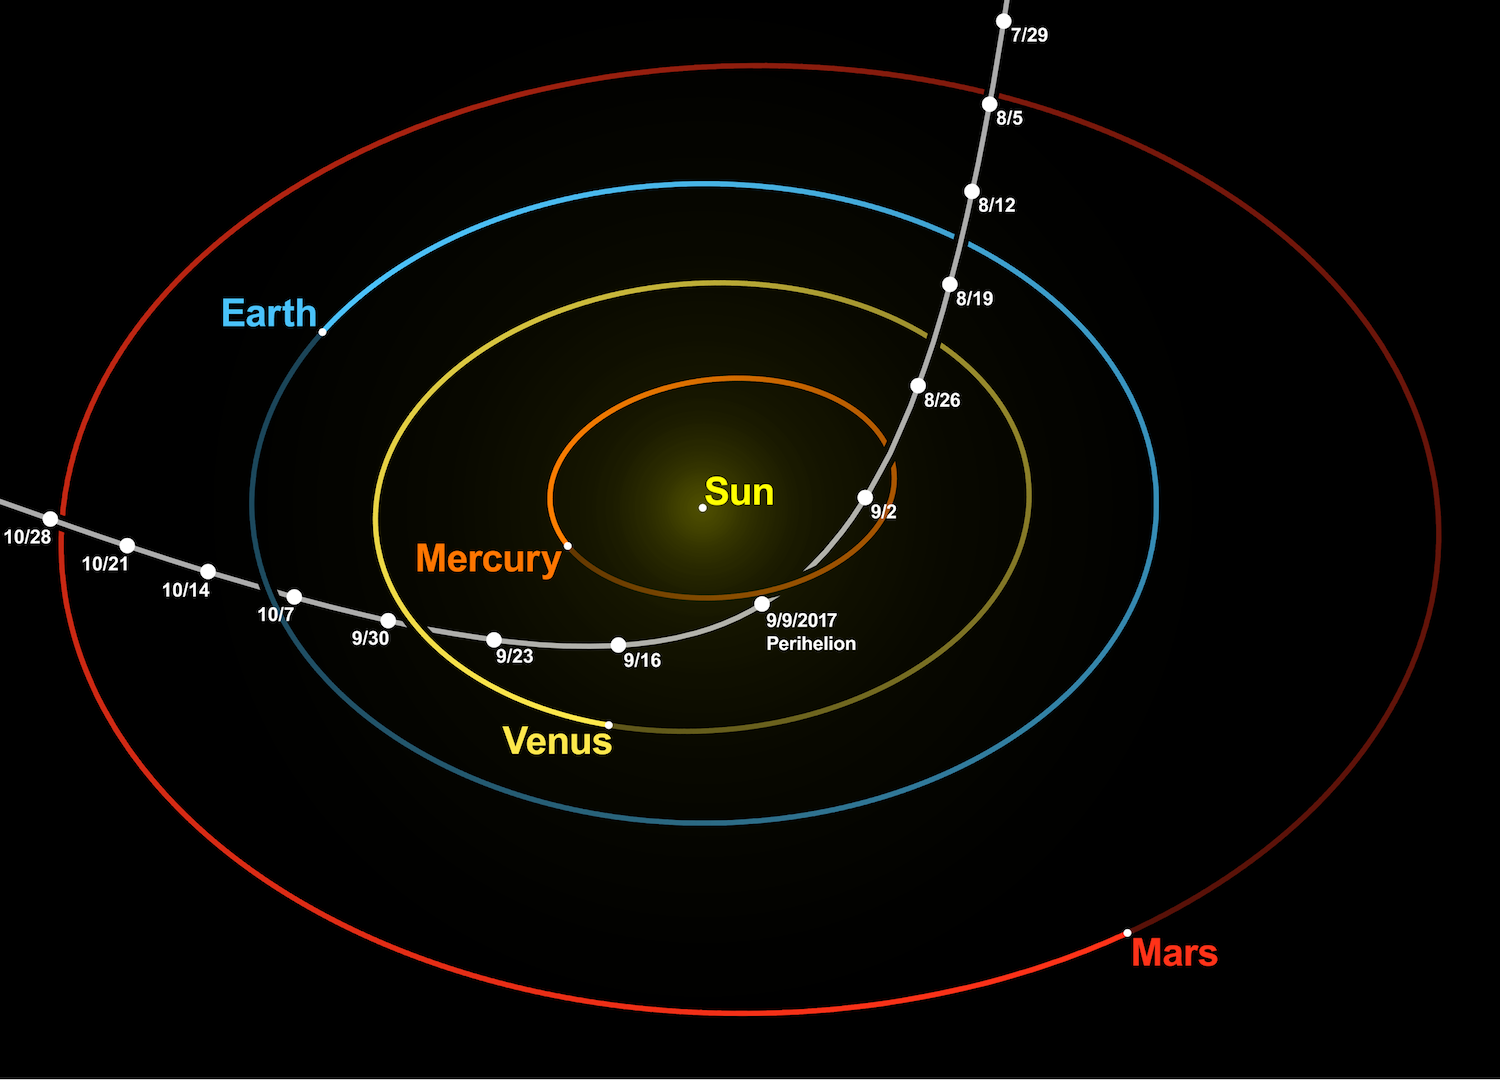 7/29
8/5
8/12
8/19
8/26
9/2
9/9/2017
Perihelion
9/16
9/23
9/30
10/7
10/14
10/21
10/28
Earth
Sun
Mercury
Venus
Mars